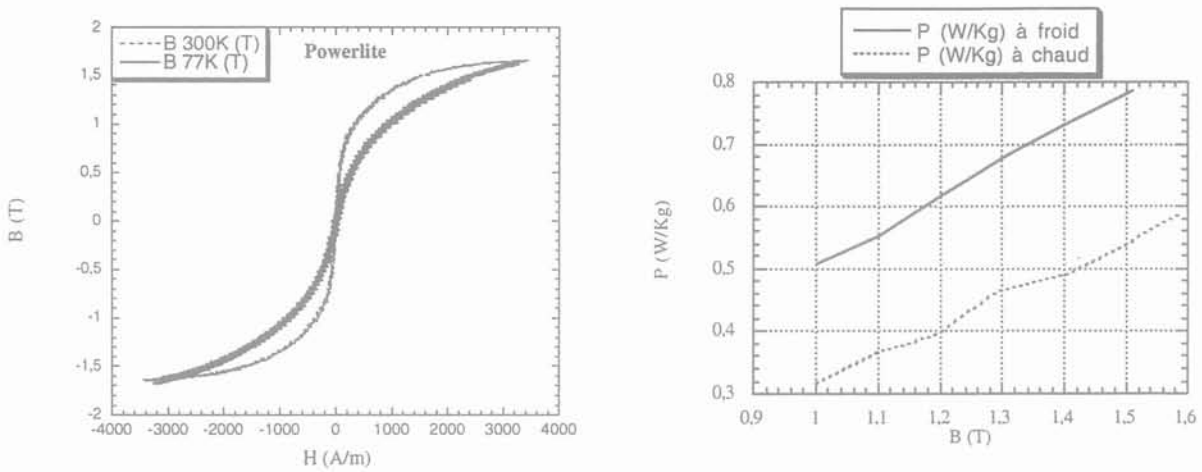 B 300K (T)
B 77K (T)
Powerlite
2
1,5
1
0,5
0
-0,5
-1
-1,5
-2
-4000 -3000 -2000 -1000 0 1000 2000 3000 4000
B (T)
H (A/m)
P (W/Kg) à froid
P (W/Kg) à chaud
0,8
0,7
0,6
0,5
0,4
0,3
0,9 1 1,1 1,2 1,3 1,4 1,5 1,6
P (W/Kg)
B (T)